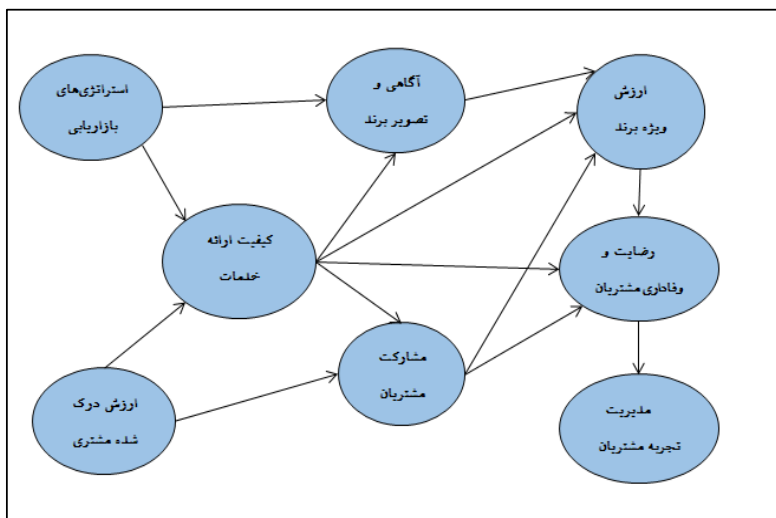 استراتژی‌های
بازاریابی
آگاهی و
تصویر برند
ارزش
ویژه برند
کیفیت ارائه
خدمات
رضایت و
وفاداری مشتریان
مشارکت
مشتریان
ارزش درک
شده مشتری
مدیریت
تجربه مشتریان